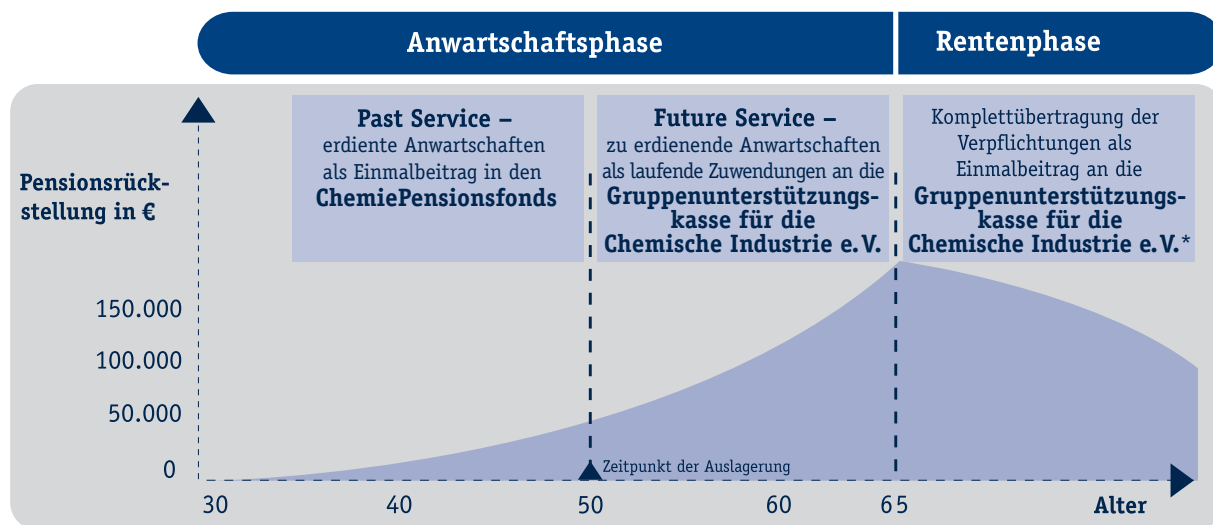 Anwartschaftsphase
Rentenphase
Past Service –
erdiente Anwartschaften
als Einmalbeitrag in den
ChemiePensionsfonds
Future Service –
zu erdienende Anwartschaften
als laufende Zuwendungen an die
Gruppenunterstützungs-
kasse für die
Chemische Industrie e.V.
Komplettübertragung der
Verpflichtungen als
Einmalbeitrag an die
Gruppenunterstützungs-
kasse für die
Chemische Industrie e.V.*
Pensionsrück-
stellung in €
150.000
100.000
50.000
0
Zeitpunkt der Auslagerung
30 40 50 60 65 Alter